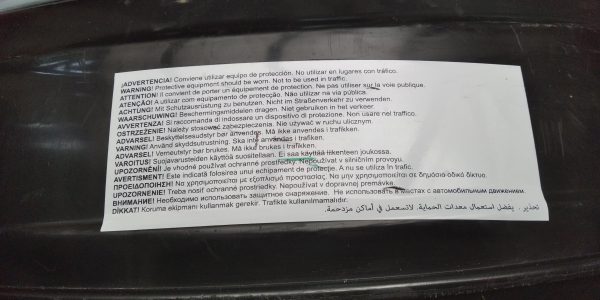 ¡ADVERTENCIA! Conviene utilizar equipo de protección. No utilizar en lugares con tráfico.
WARNING! Protective equipment should be worn. Not to be used in traffic.
ATTENTION! Il convient de porter un équipement de protection. Ne pas utiliser sur la voie publique.
ATENÇÃO! A utilizar com equipamento de protecção. Não utilizar na via pública.
ACHTUNG! Mit Schutzausrüstung zu benutzen. Nicht im Straßenverkehr zu verwenden.
WAARSCHUWING! Beschermingsmiddelen dragen. Niet gebruiken in het verkeer.
AVVERTENZA! Si raccomanda di indossare un dispositivo di protezione. Non usare nel traffico.
OSTRZEŻENIE! Należy stosować zabezpieczenia. Nie używać w ruchu ulicznym.
ADVARSEL! Beskyttelsesudstyr bør anvendes. Må ikke anvendes i trafikken.
VARNING! Använd skyddsutrustning. Ska inte användas i trafiken.
ADVARSEL! Verneutstyr bør brukes. Må ikke brukes i trafikken.
VAROITUS! Suojavarusteiden käyttöä suositellaan. Ei saa käyttää liikenteen joukossa.
UPOZORNĚNÍ! Je vhodné používat ochranné prostředky. Nepoužívat v silničním provozu.
AVERTISMENT! Este indicată folosirea unui echipament de protecţie. A nu se utiliza în trafic.
ΠΡΟΕΙΔΟΠΟΙΗΣΗ! Να χρησιμοποιείται με εξοπλισμό προστασίας. Να μην χρησιμοποιείται σε δημόσιο οδικό δίκτυο.
UPOZORNENIE! Treba nosiť ochranné prostriedky. Nepoužívať v dopravnej premávke.
ВНИМАНИЕ! Необходимо использовать защитное снаряжение. Не использовать в местах с автомобильным движением
DİKKAT! Koruma ekipmanı kullanmak gerekir. Trafikte kullanılmamalıdır.
تحذير. يفضل استعمال معدات الحماية. لاتستعمل في أماكن مزدحمة.